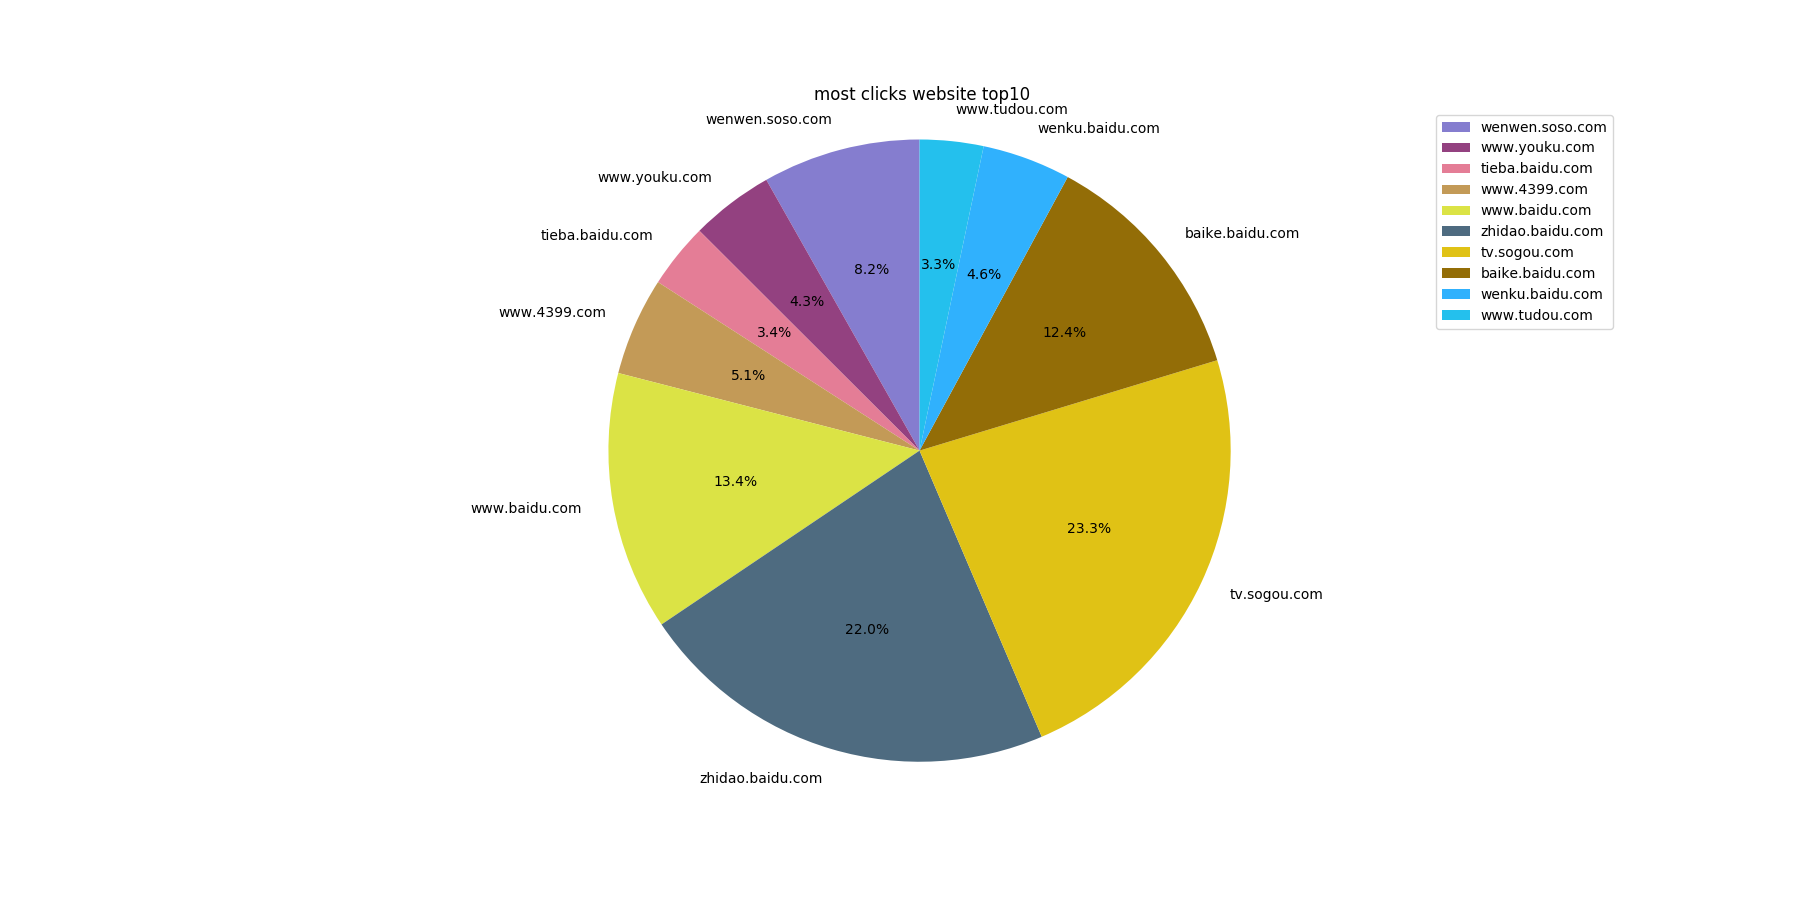 most clicks website top10
www.tudou.com
wenwen.soso.com
wenku.baidu.com
www.youku.com
tieba.baidu.com
baike.baidu.com
www.4399.com
www.baidu.com
tv.sogou.com
zhidao.baidu.com
8.2%
3.3%
4.6%
4.3%
3.4%
12.4%
5.1%
13.4%
23.3%
22.0%
wenwen.soso.com
www.youku.com
tieba.baidu.com
www.4399.com
www.baidu.com
zhidao.baidu.com
tv.sogou.com
baike.baidu.com
wenku.baidu.com
www.tudou.com